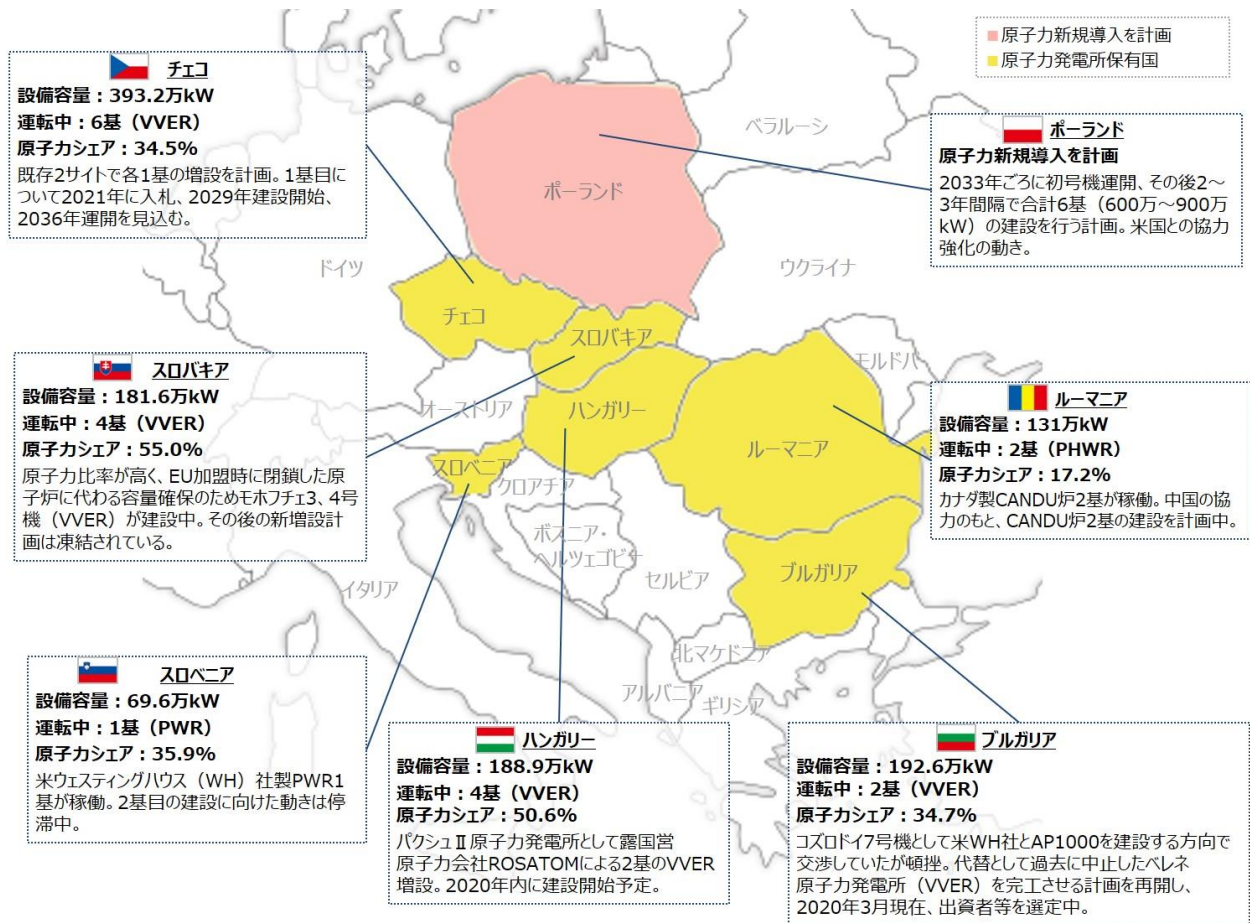 原子力新規導入を計画
原子力発電所保有国
チェコ
設備容量：393.2万kW
運転中：6基（VVER）
原子力シェア：34.5%
既存2サイトで各1基の増設を計画。1基目に
ついて2021年に入札、2029年建設開始、
2036年運開を見込む。
ポーランド
原子力新規導入を計画
2033年ごろに初号機運開、その後2～
3年間隔で合計6基（600万～900万
kW）の建設を行う計画。米国との協力
強化の動き。
ベラルーシ
ポーランド
ドイツ
ウクライナ
チェコ
スロバキア
モルドバ
オーストリア
ハンガリー
ルーマニア
スロベニア
クロアチア
ボスニア・
ヘルツェゴビナ
セルビア
ブルガリア
イタリア
北マケドニア
アルバニア
ギリシア
スロバキア
設備容量：181.6万kW
運転中：4基（VVER）
原子力シェア：55.0%
原子力比率が高く、EU加盟時に閉鎖した原
子炉に代わる容量確保のためモホフチェ3、4号
機（VVER）が建設中。その後の新増設計
画は凍結されている。
ルーマニア
設備容量：131万kW
運転中：2基（PHWR）
原子力シェア：17.2%
カナダ製CANDU炉2基が稼働。中国の協
力のもと、CANDU炉2基の建設を計画中。
スロベニア
設備容量：69.6万kW
運転中：1基（PWR）
原子力シェア：35.9%
米ウェスティングハウス（WH）社製PWR1
基が稼働。2基目の建設に向けた動きは停
滞中。
ハンガリー
設備容量：188.9万kW
運転中：4基（VVER）
原子力シェア：50.6%
パクシュⅡ原子力発電所として露国営
原子力会社ROSATOMによる2基のVVER
増設。2020年内に建設開始予定。
ブルガリア
設備容量：192.6万kW
運転中：2基（VVER）
原子力シェア：34.7%
コズロドイ7号機として米WH社とAP1000を建設する方向で
交渉していたが頓挫。代替として過去に中止したベレネ
原子力発電所（VVER）を完工させる計画を再開し、
2020年3月現在、出資者等を選定中。